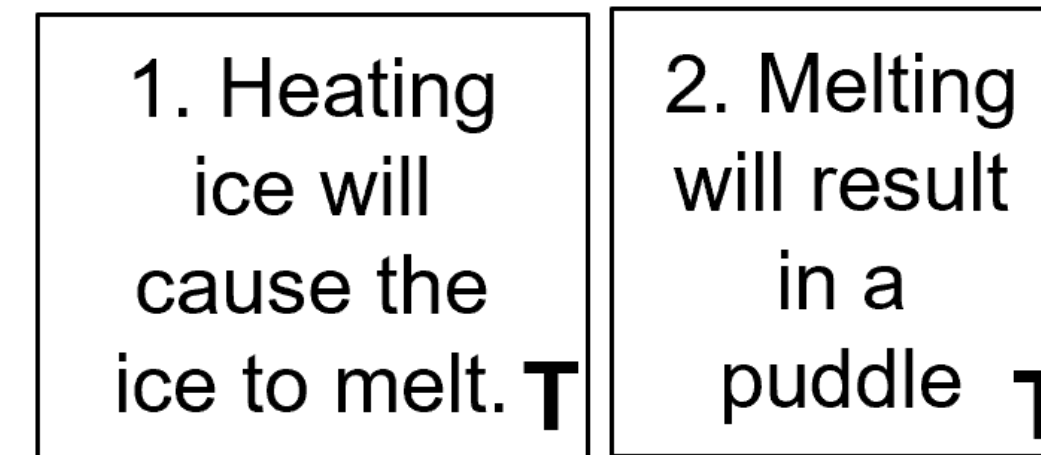 1. Heating
ice will
cause the
ice to melt.
T
2. Melting
will result
in a
puddle
T